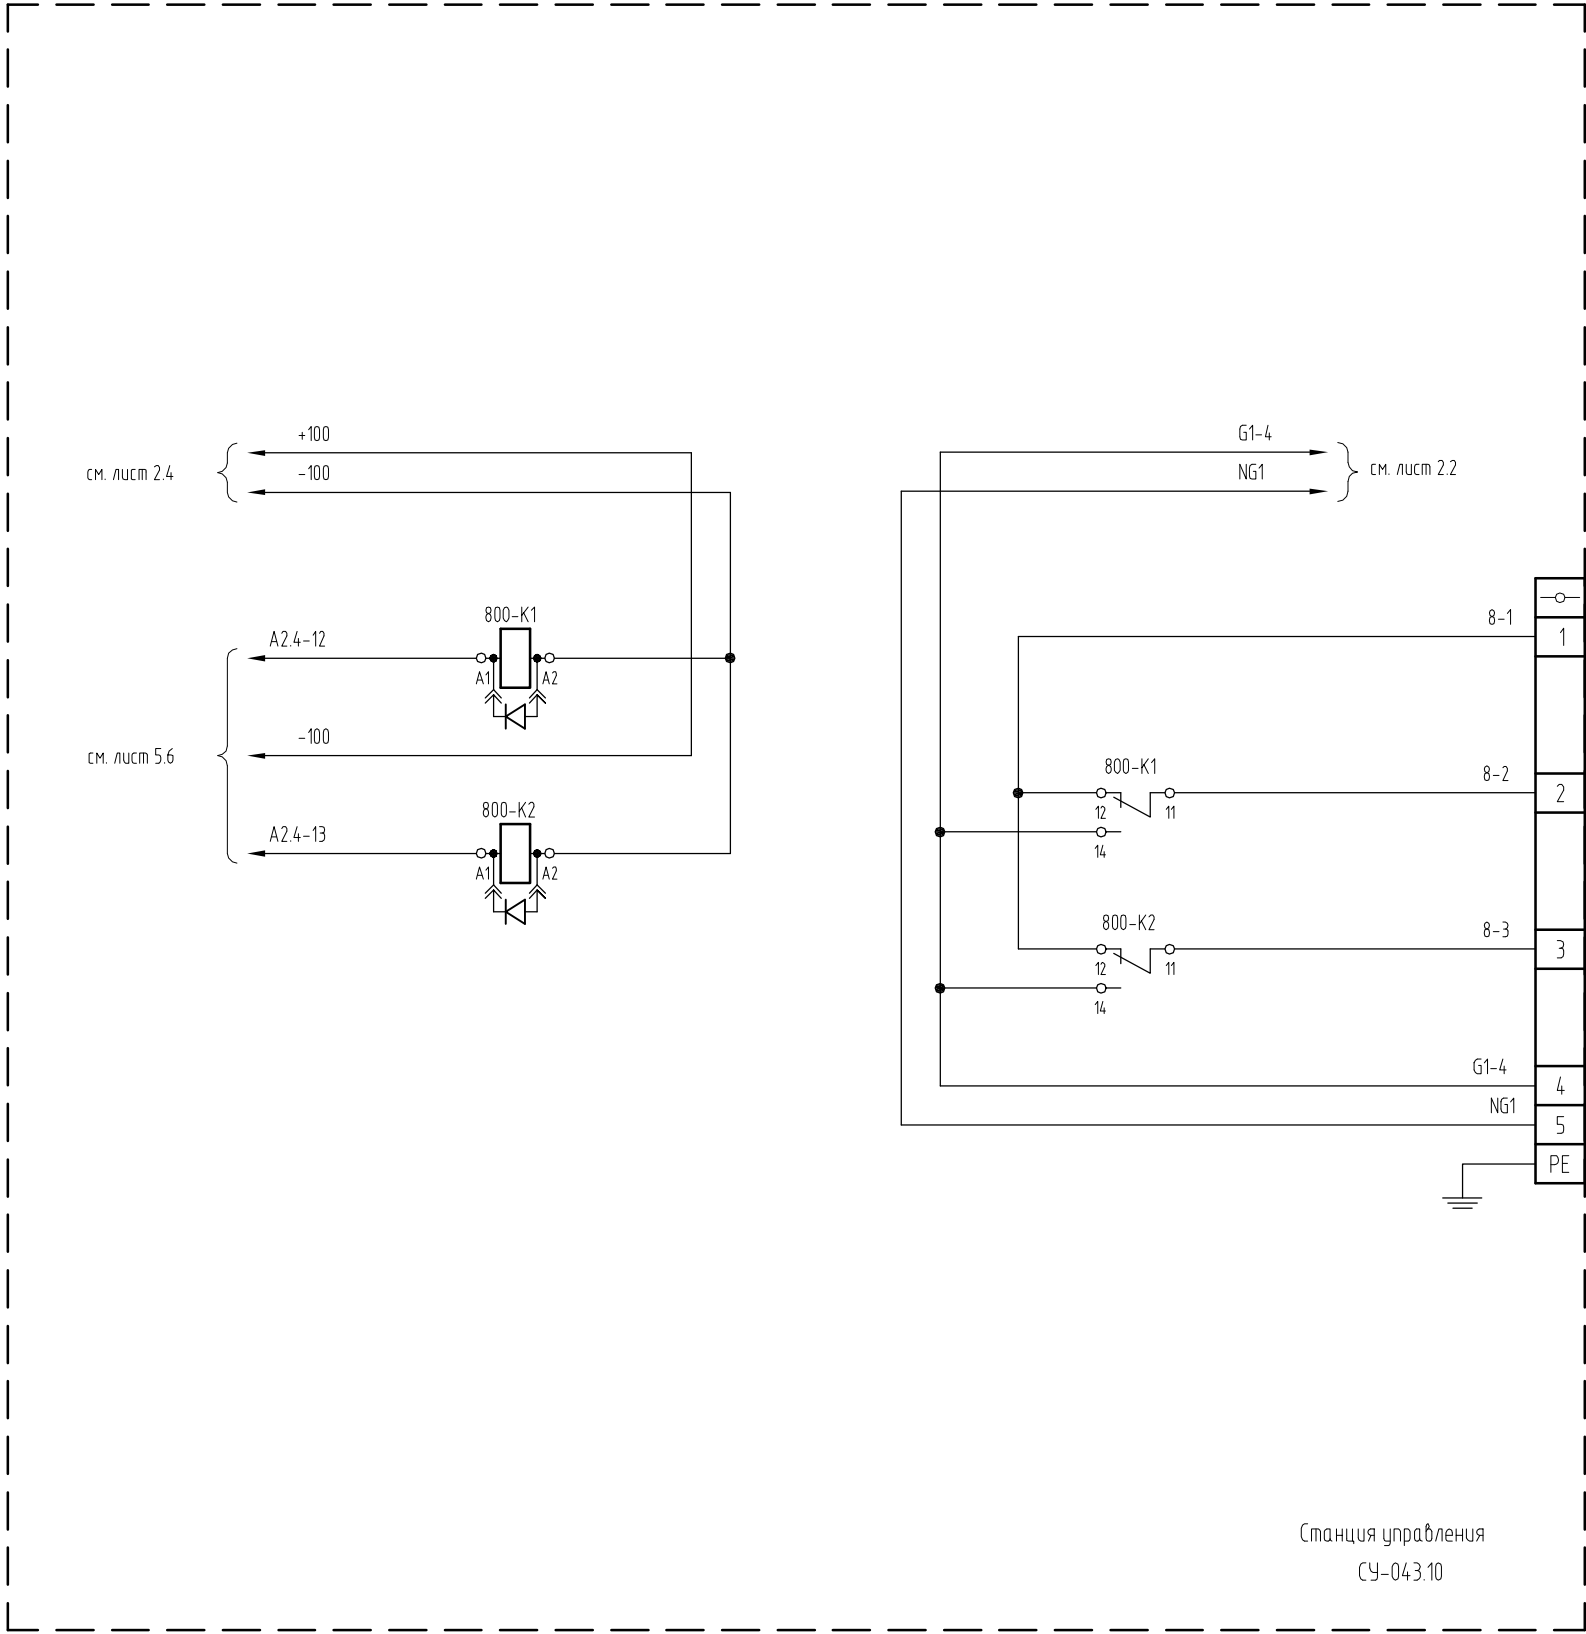 +100
-100
см. лист 2.4
800-K1
A2.4-12
A1
A2
-100
см. лист 5.6
800-K2
A2.4-13
A1
A2
G1-4
NG1
см. лист 2.2
8-1
1
800-K1
8-2
2
12
11
14
800-K2
8-3
3
12
11
14
G1-4
4
NG1
5
PE
Станция управления
СУ-043.10